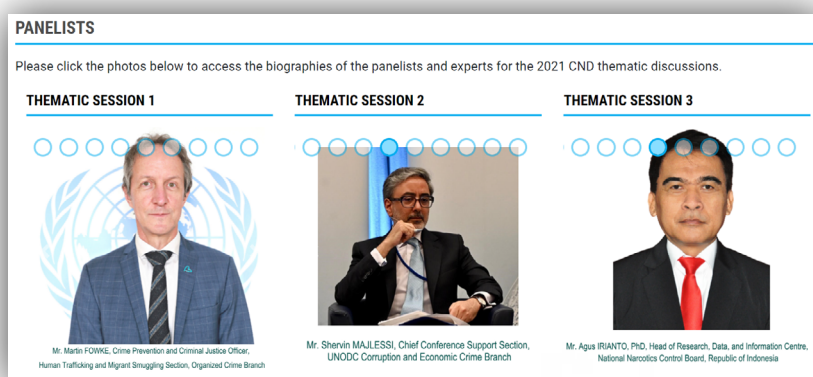 PANELISTS
Please click the photos below to access the biographies of the panelists and experts for the 2021 CND thematic discussions.
THEMATIC SESSION 1
THEMATIC SESSION 2
THEMATIC SESSION 3
Mr. Martin FOWKE, Crime Prevention and Criminal Justice Officer,
Human Trafficking and Migrant Smuggling Section, Organized Crime Branch
Mr. Shervin MAJLESSI, Chief Conference Support Section,
UNODC Corruption and Economic Crime Branch
Mr. Agus IRIANTO, PhD, Head of Research, Data, and Information Centre,
National Narcotics Control Board, Republic of Indonesia